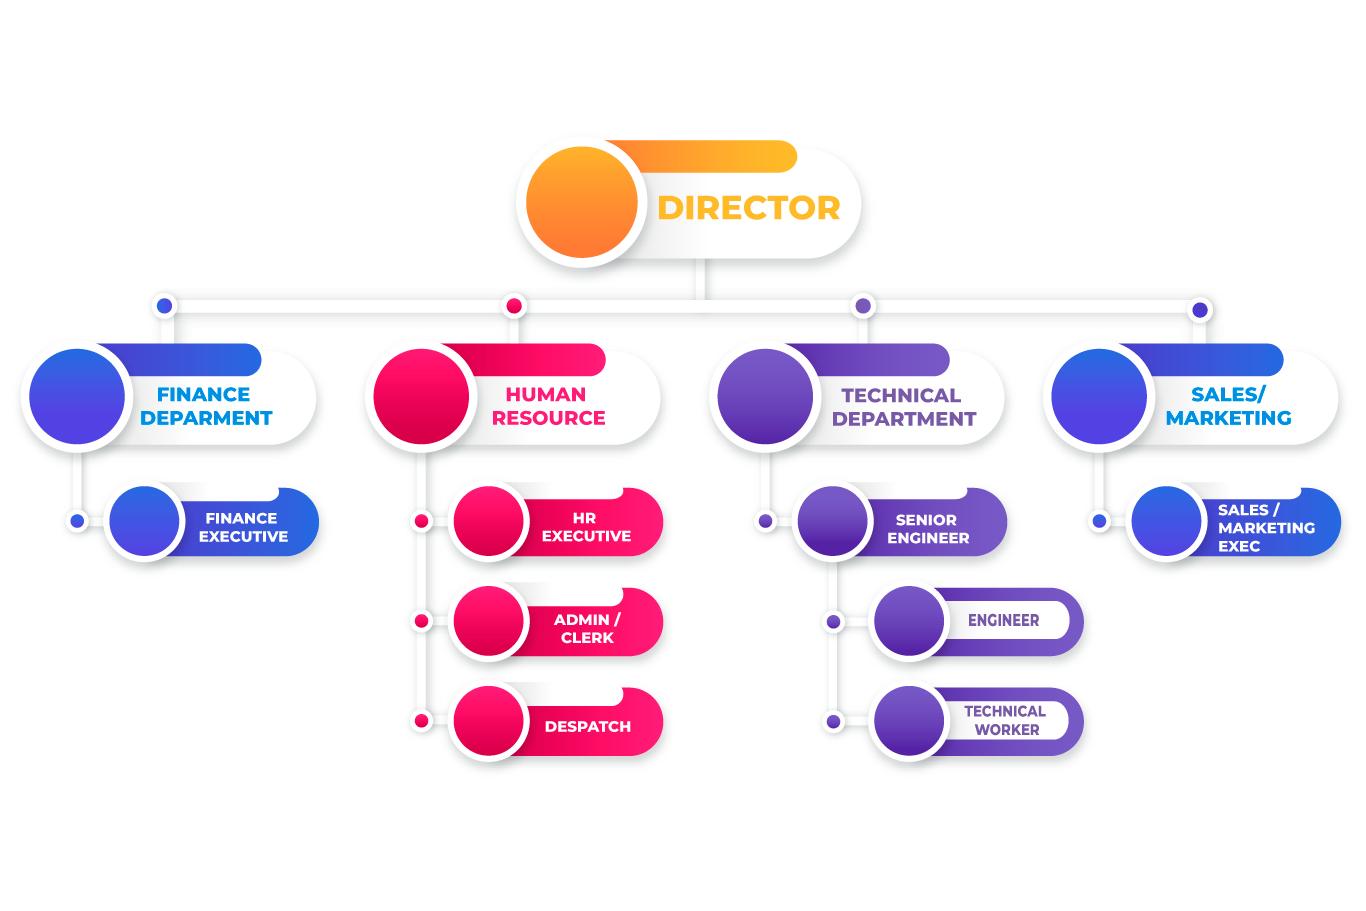 DIRECTOR
FINANCE
DEPARMENT
HUMAN
RESOURCE
TECHNICAL
DEPARTMENT
SALES/
MARKETING
FINANCE
EXECUTIVE
HR
EXECUTIVE
SENIOR
ENGINEER
SALES /
MARKETING
EXEC
ADMIN /
CLERK
ENGINEER
DESPATCH
TECHNICAL
WORKER